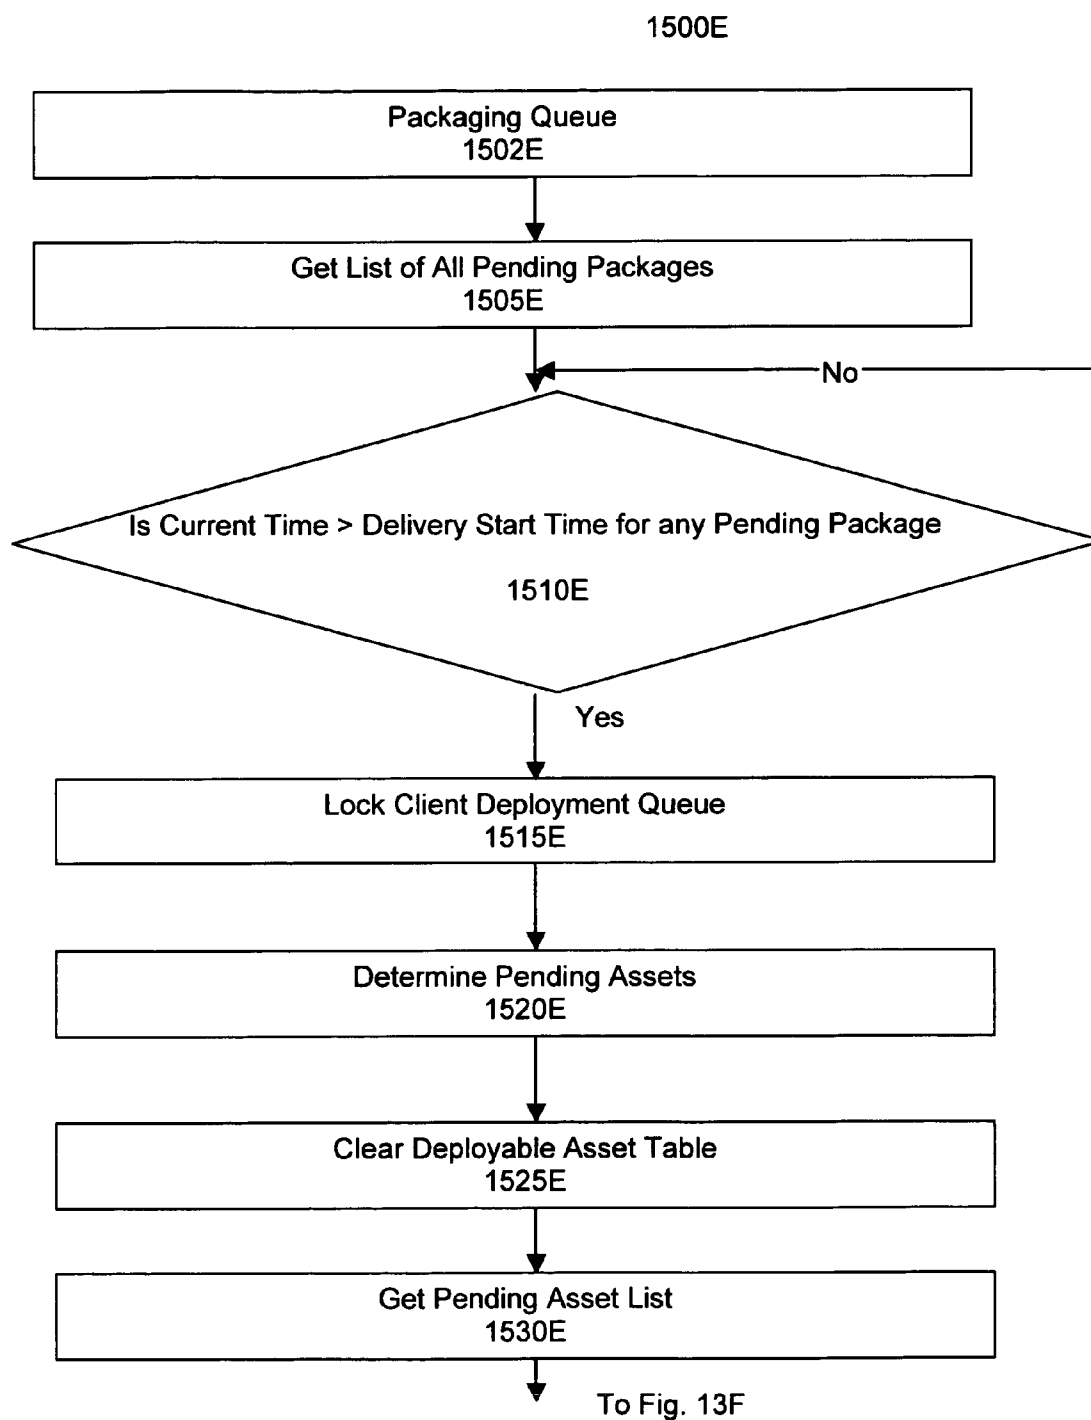 1500E
Packaging Queue
1502E
Get List of All Pending Packages
1505E
No
Is Current Time > Delivery Start Time for any Pending Package
1510E
Yes
Lock Client Deployment Queue
1515E
Determine Pending Assets
1520E
Clear Deployable Asset Table
1525E
Get Pending Asset List
1530E
To Fig. 13F